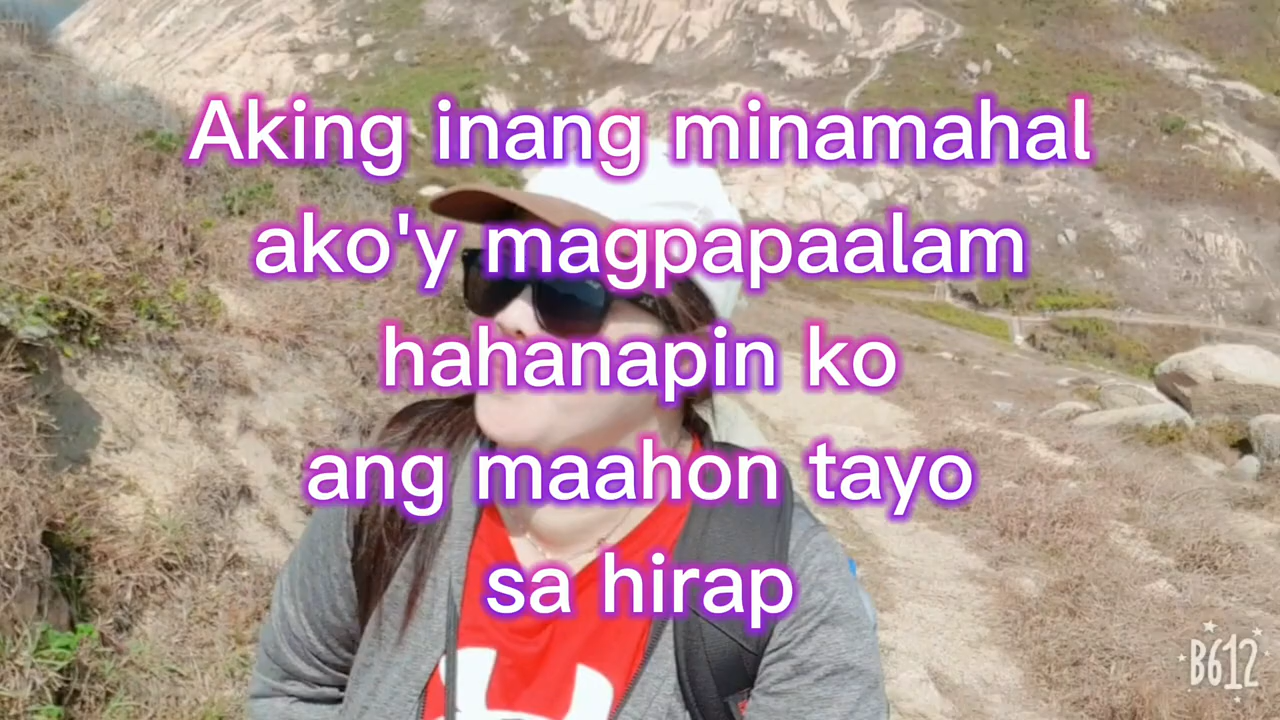 Aking inang minamahal
ako'y magpapaalam
hahanapin ko
ang maahon tayo
sa hirap
B612